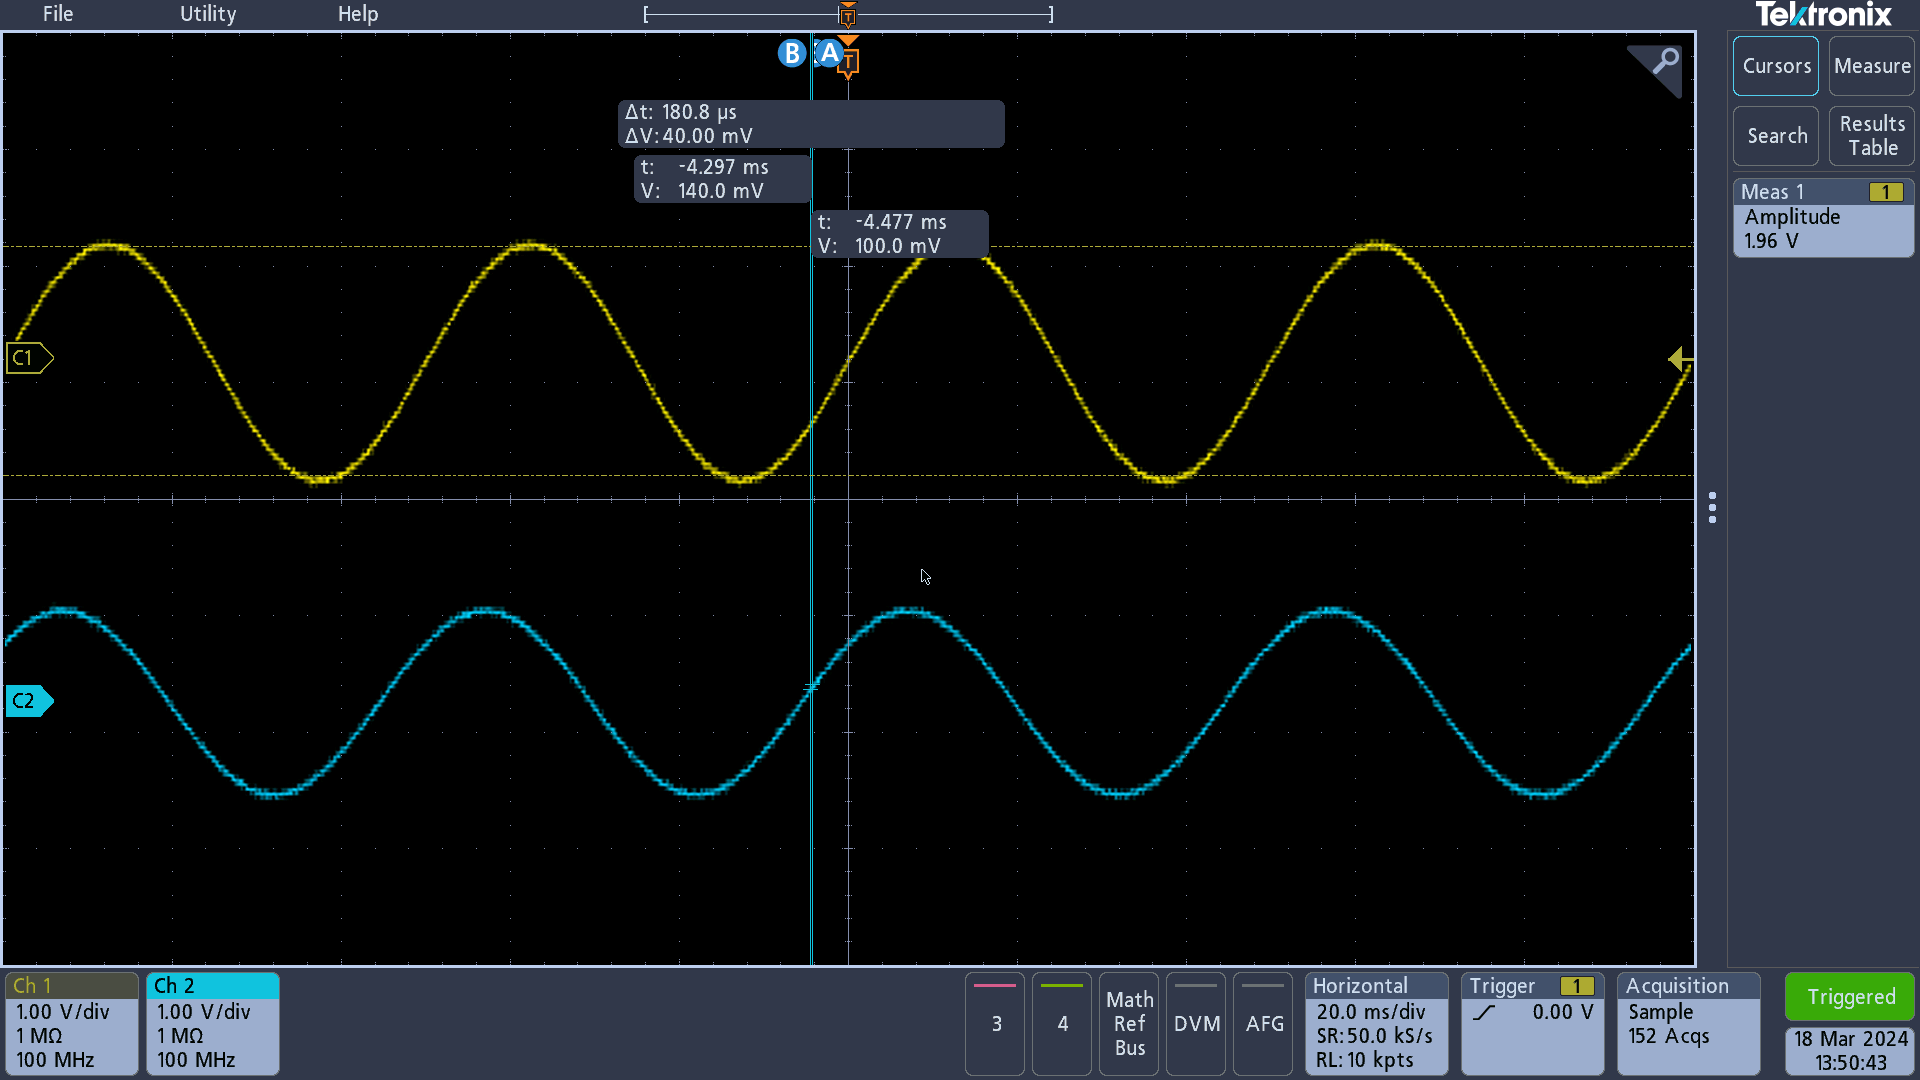 File Utility Help
T
Tektronix
B A T
Cursors Measure
Search Results Table
Δt: 180.8 µs
ΔV: 40.00 mV
t: -4.297 ms
V: 140.0 mV
t: -4.477 ms
V: 100.0 mV
Meas 1 1
Amplitude
1.96 V
C1
C2
Ch 1
1.00 V/div
1 MΩ
100 MHz
Ch 2
1.00 V/div
1 MΩ
100 MHz
3
4
Math
Ref
Bus
DVM
AFG
Horizontal
20.0 ms/div
SR: 50.0 kS/s
RL: 10 kpts
Trigger 1
0.00 V
Acquisition
Sample
152 Acqs
Triggered
18 Mar 2024
13:50:43